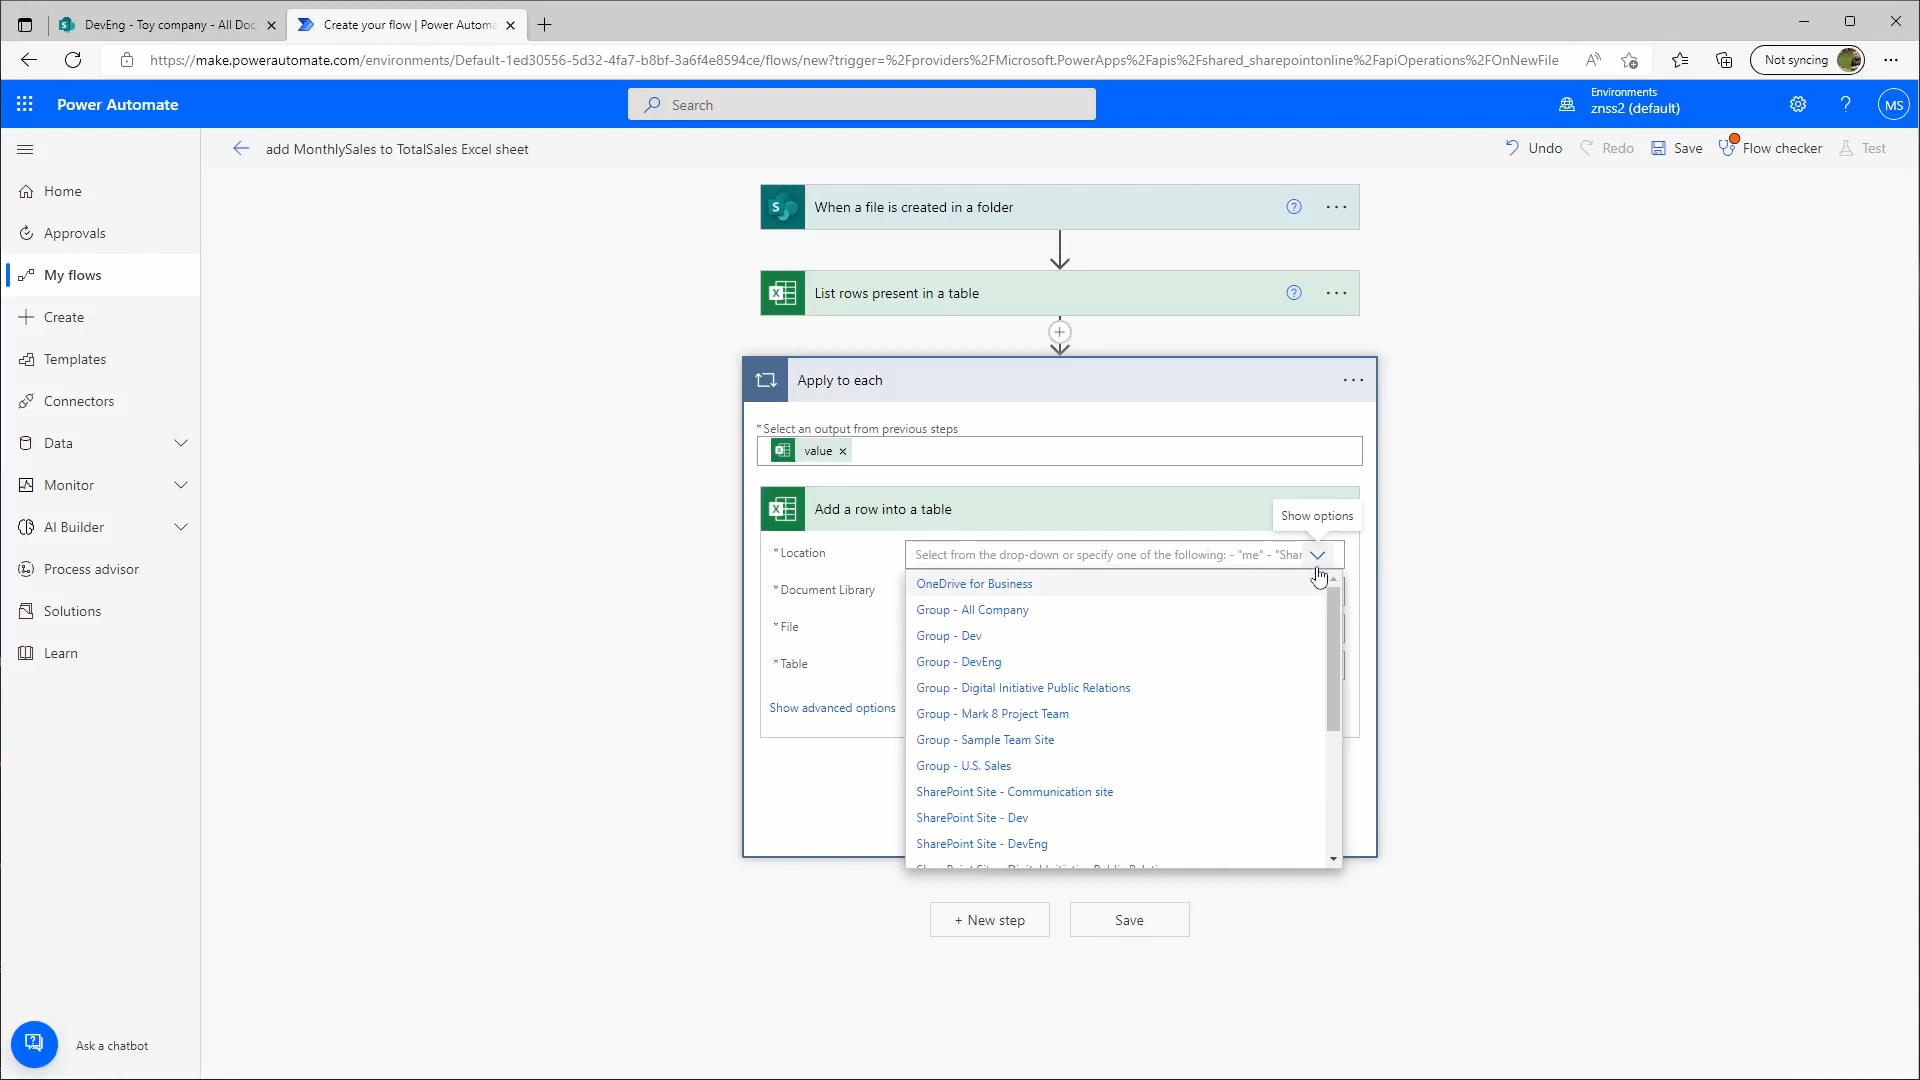 DevEng - Toy company - All Doc
Create your flow | Power Automa
https://make.powerautomate.com/environments/Default-1ed30556-5d32-4fa7-b8bf-3a6f4e8594ce/flows/new?trigger=%2Fproviders%2FMicrosoft.PowerApps%2Fapis%2Fshared_sharepointonline%2FapiOperations%2FOnNewFile
Not syncing
Power Automate
Search
Environments
znss2 (default)
MS
add MonthlySales to TotalSales Excel sheet
Undo
Redo
Save
Flow checker
Test
Home
Approvals
My flows
Create
Templates
Connectors
Data
Monitor
AI Builder
Process advisor
Solutions
Learn
When a file is created in a folder
List rows present in a table
Apply to each
* Select an output from previous steps
value
Add a row into a table
Show options
* Location
Select from the drop-down or specify one of the following: - "me" - "Shar
* Document Library
* File
* Table
Show advanced options
OneDrive for Business
Group - All Company
Group - Dev
Group - DevEng
Group - Digital Initiative Public Relations
Group - Mark 8 Project Team
Group - Sample Team Site
Group - U.S. Sales
SharePoint Site - Communication site
SharePoint Site - Dev
SharePoint Site - DevEng
+ New step
Save
Ask a chatbot